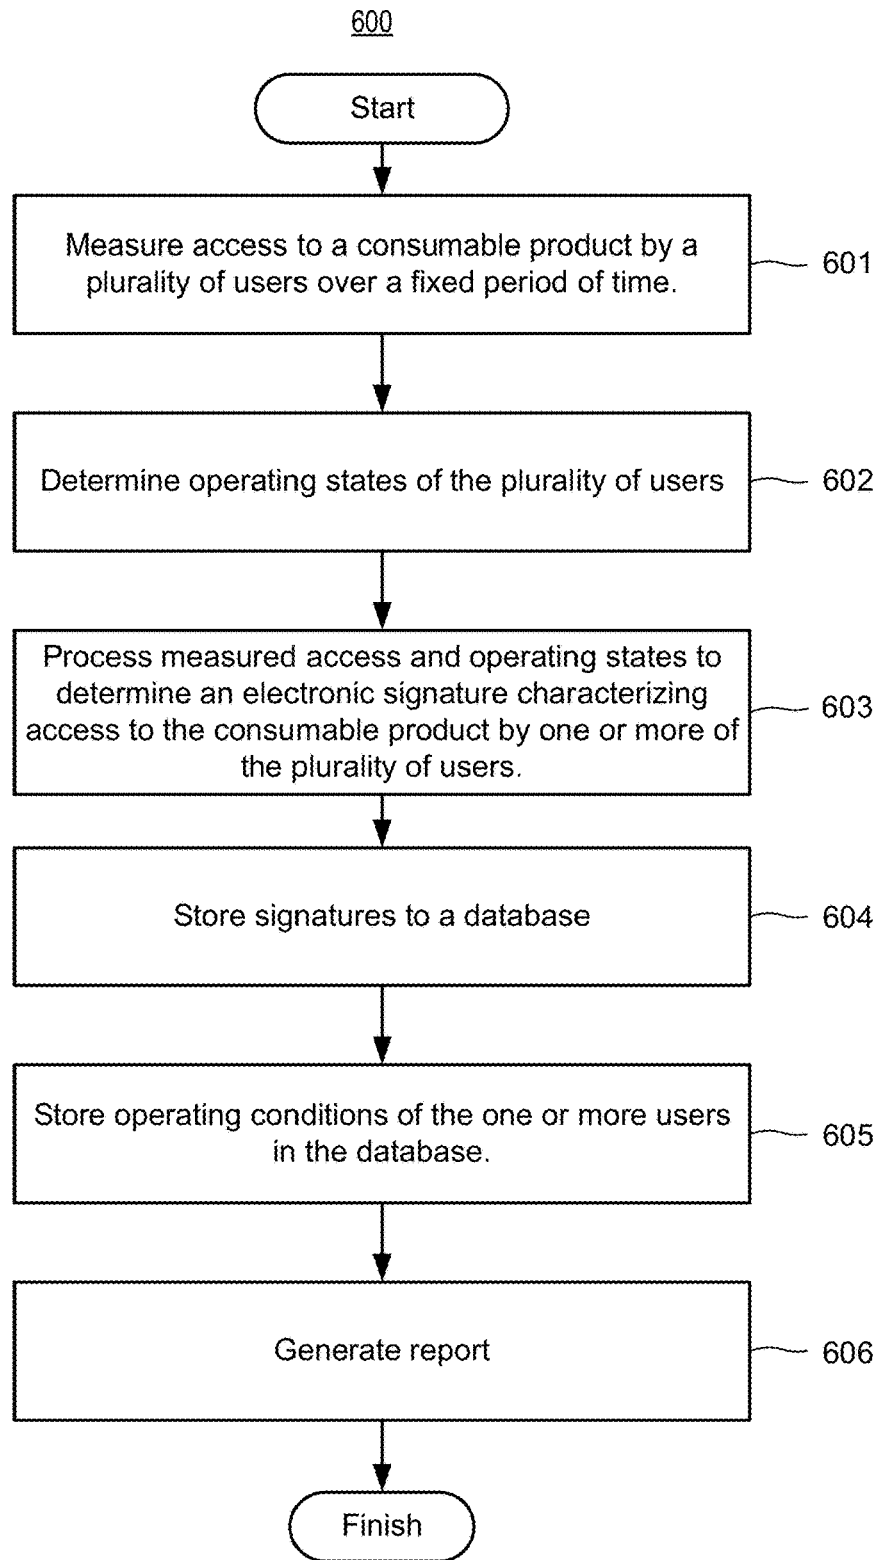 600
Start
Measure access to a consumable product by a
plurality of users over a fixed period of time.
601
Determine operating states of the plurality of users
602
Process measured access and operating states to
determine an electronic signature characterizing
access to the consumable product by one or more of
the plurality of users.
603
Store signatures to a database
604
Store operating conditions of the one or more users
in the database.
605
Generate report
606
Finish